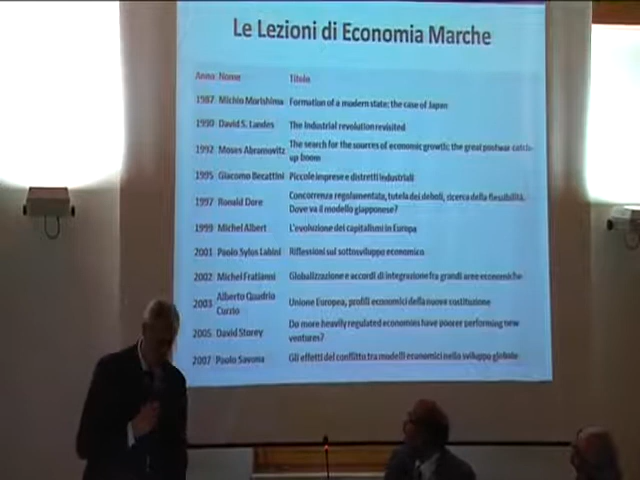 Le Lezioni di Economia Marche
Anno Nome Titolo
1987 Michio Morishima Formation of a modern state: the case of Japan
1990 David S. Landes The industrial revolution revisited
1992 Moses Abramovitz The search for the sources of economic growth: the great postwar catch-
up boom
1995 Giacomo Becattini Piccole imprese e distretti industriali
1997 Ronald Dore Concorrenza regolamentata, tutela dei deboli, ricerca della flessibilità.
Dove va il modello giapponese?
1999 Michel Albert L'evoluzione dei capitalismi in Europa
2001 Paolo Sylos Labini Riflessioni sul sottosviluppo economico
2002 Michel Fratianni Globalizzazione e accordi di integrazione fra grandi aree economiche
2003 Alberto Quadrio
Curzio Unione Europea, profili economici della nuova costituzione
2005 David Storey Do more heavily regulated economies have poorer performing new
ventures?
2007 Paolo Savona Gli effetti del conflitto tra modelli economici nello sviluppo globale